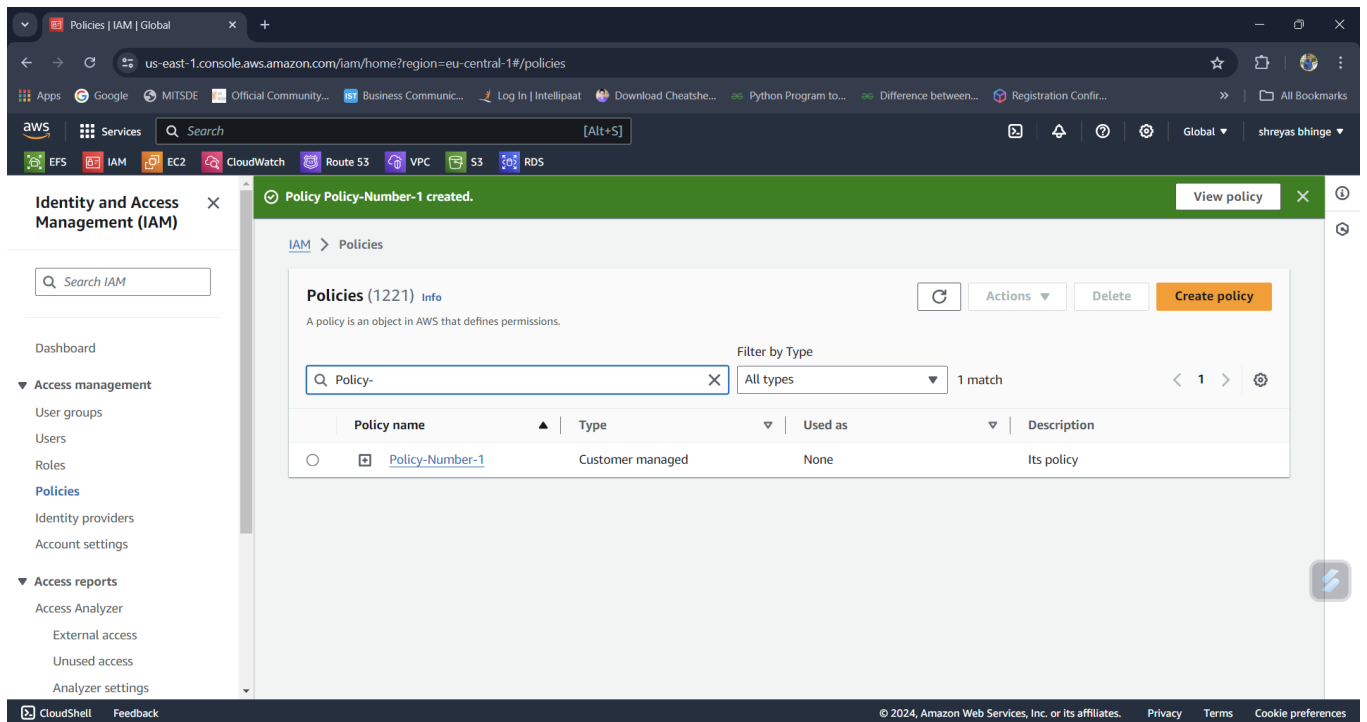 Policies | IAM | Global
us-east-1.console.aws.amazon.com/iam/home?region=eu-central-1#/policies
Apps Google MITSDE Official Community... IST Business Communic... Log In | Intellipaat Download Cheatshe... Python Program to... Difference between... Registration Confir... » All Bookmarks
aws Services Search [Alt+S] Global shreyas bhinge
EFS IAM EC2 CloudWatch Route 53 VPC S3 RDS
Identity and Access Management (IAM)
Search IAM
Dashboard
Access management
User groups
Users
Roles
Policies
Identity providers
Account settings
Access reports
Access Analyzer
External access
Unused access
Analyzer settings
Policy Policy-Number-1 created. View policy
IAM > Policies
Policies (1221) Info Actions Delete Create policy
A policy is an object in AWS that defines permissions.
Filter by Type
Policy- All types 1 match < 1 >
Policy name Type Used as Description
Policy-Number-1 Customer managed None Its policy
CloudShell Feedback © 2024, Amazon Web Services, Inc. or its affiliates. Privacy Terms Cookie preferences